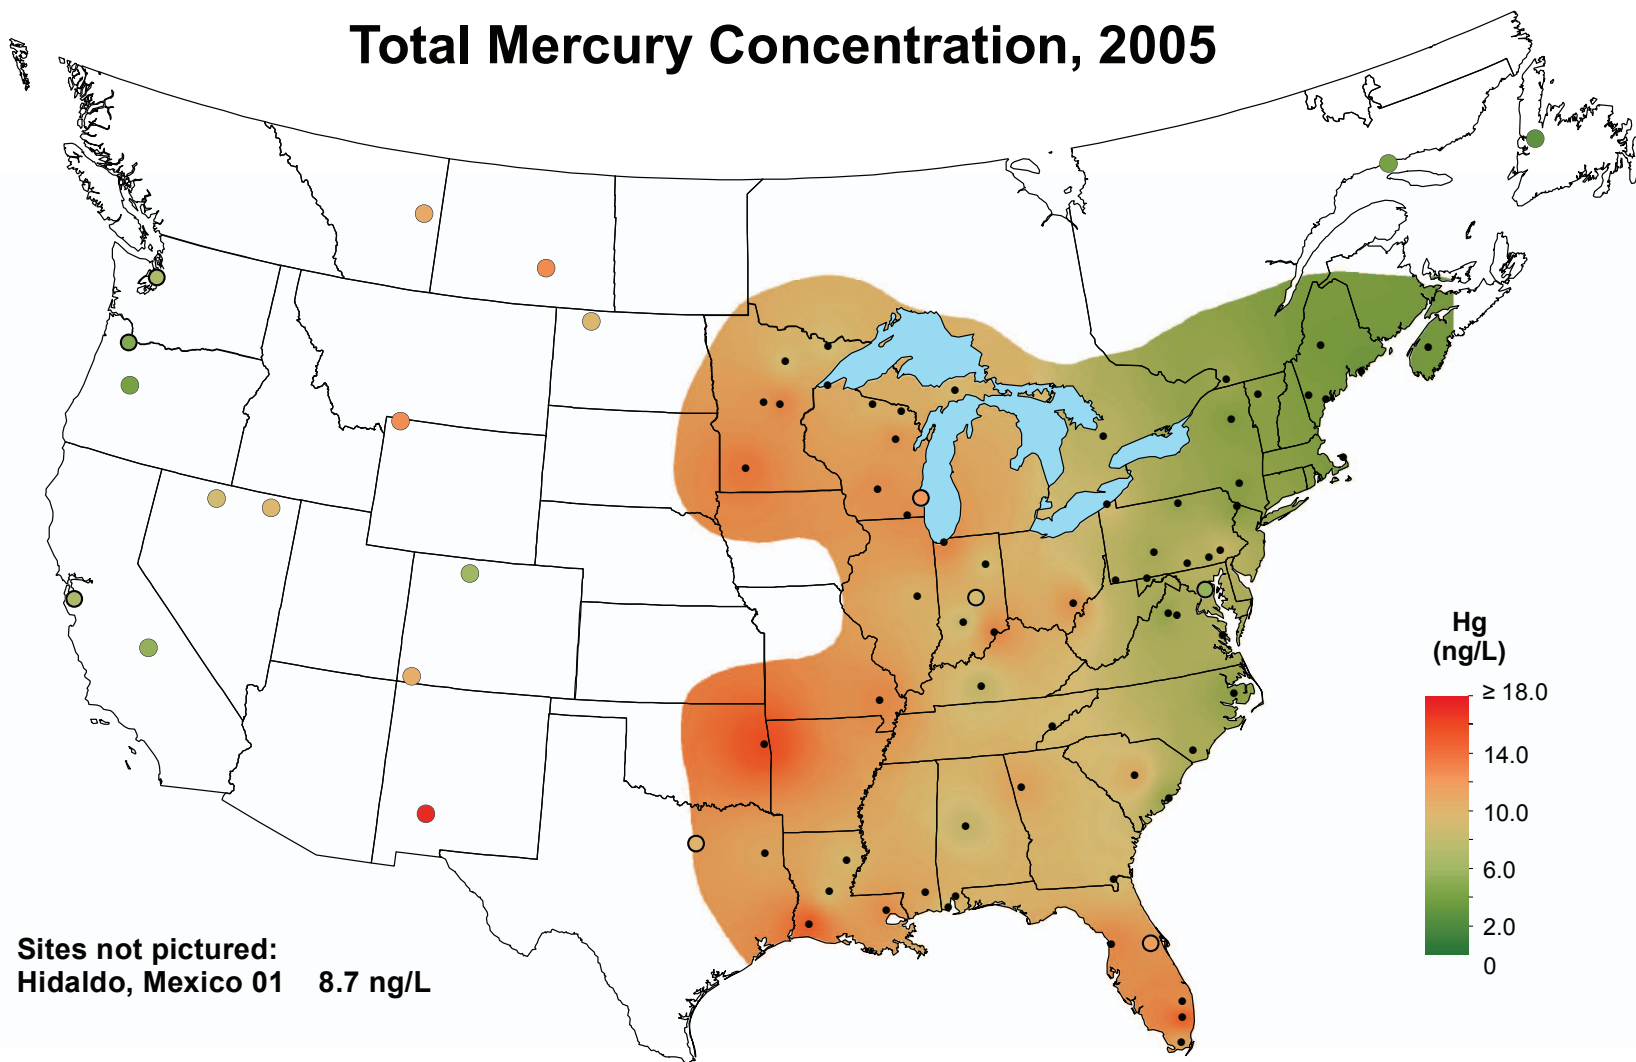 Total Mercury Concentration, 2005
Hg
(ng/L)
≥ 18.0
14.0
10.0
6.0
2.0
0
Sites not pictured:
Hidaldo, Mexico 01 8.7 ng/L